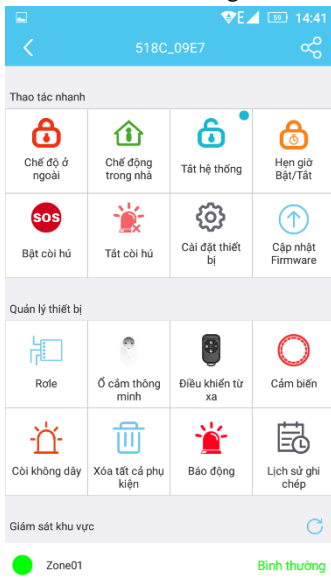 E 59 14:41
518C_09E7
Thao tác nhanh
Chế độ ở
ngoài
Chế động
trong nhà
Tắt hệ thống
Hẹn giờ
Bật/Tắt
SOS
Bật còi hú
Tắt còi hú
Cài đặt thiết
bị
Cập nhật
Firmware
Quản lý thiết bị
Rơle
Ổ cắm thông
minh
Điều khiển từ
xa
Cảm biến
Còi không dây
Xóa tất cả phụ
kiện
Báo động
Lịch sử ghi
chép
Giám sát khu vực
Zone01
Bình thường